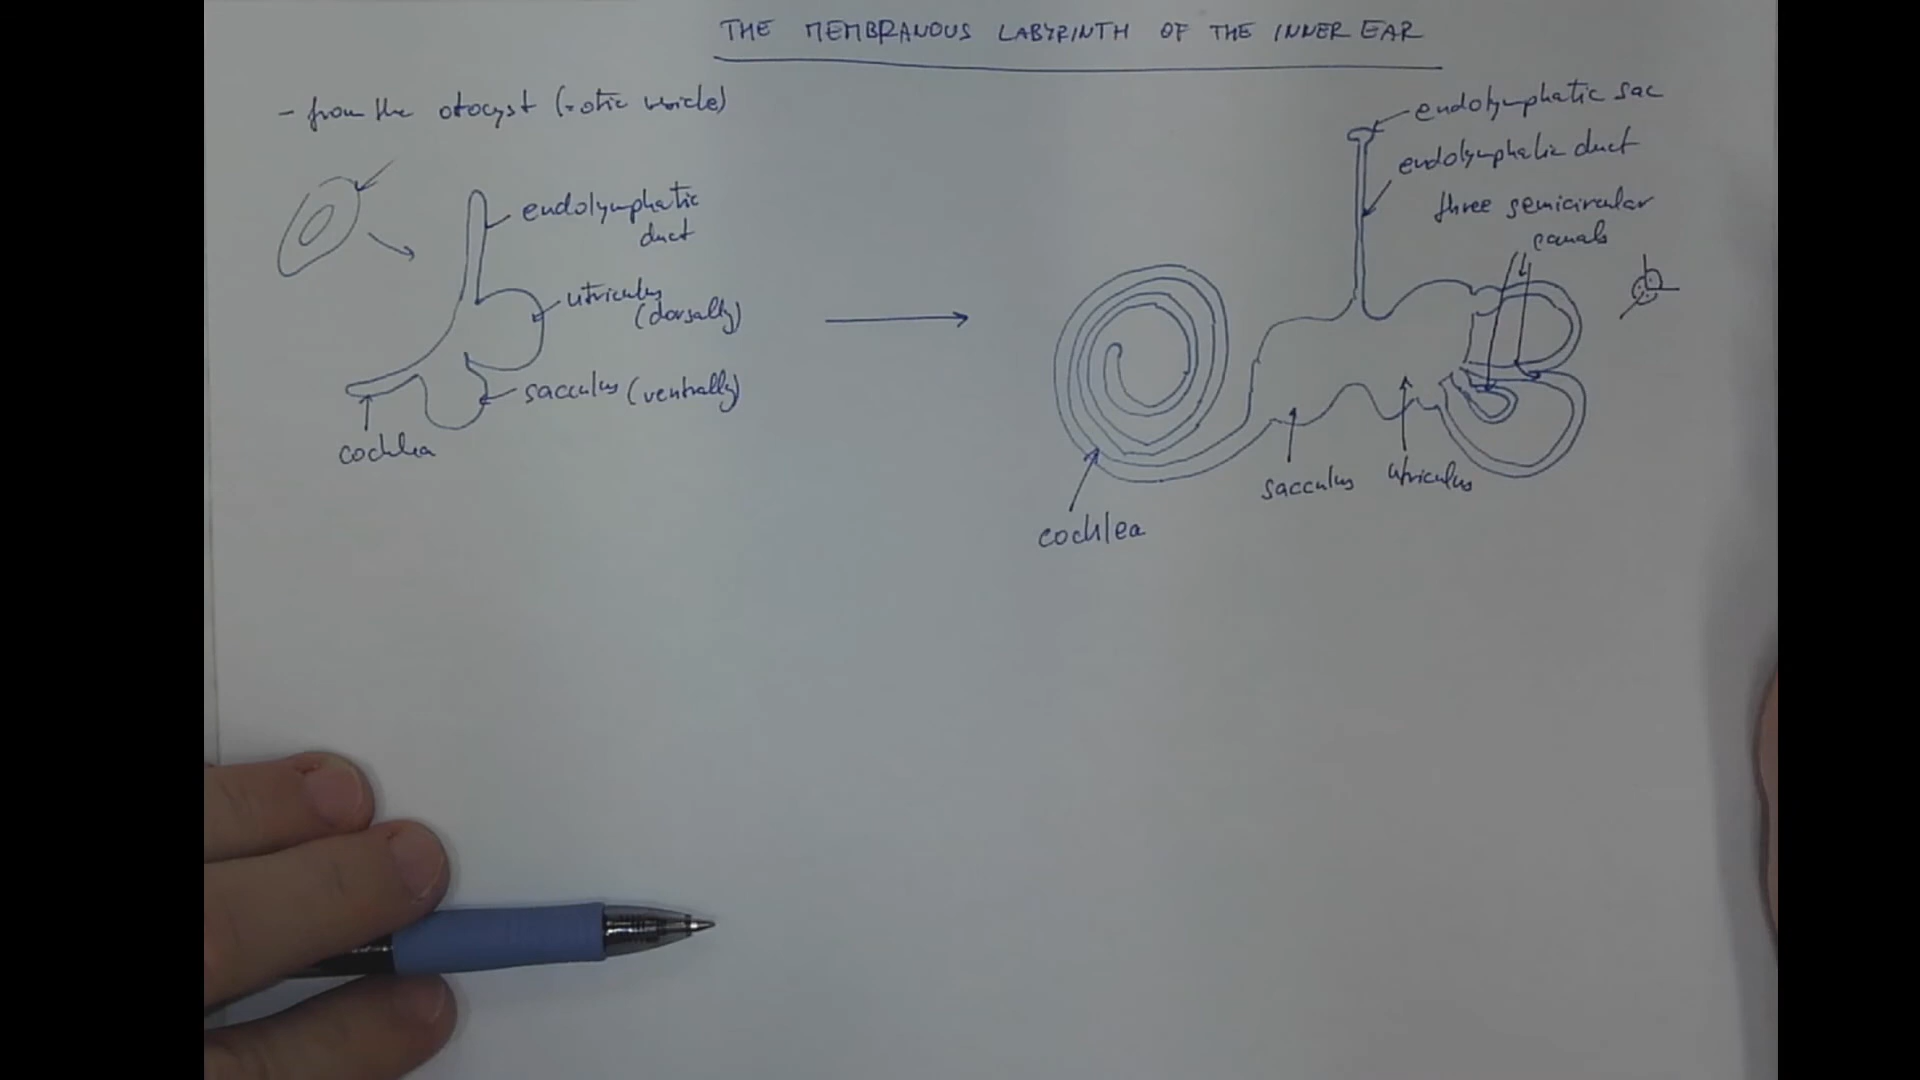 THE MEMBRANOUS LABYRINTH OF THE INNER EAR
- from the otocyst (= otic vesicle)
endolymphatic
duct
utriculus
(dorsally)
sacculus (ventrally)
cochlea
endolymphatic sac
endolymphatic duct
three semicircular
canals
sacculus
utriculus
cochlea